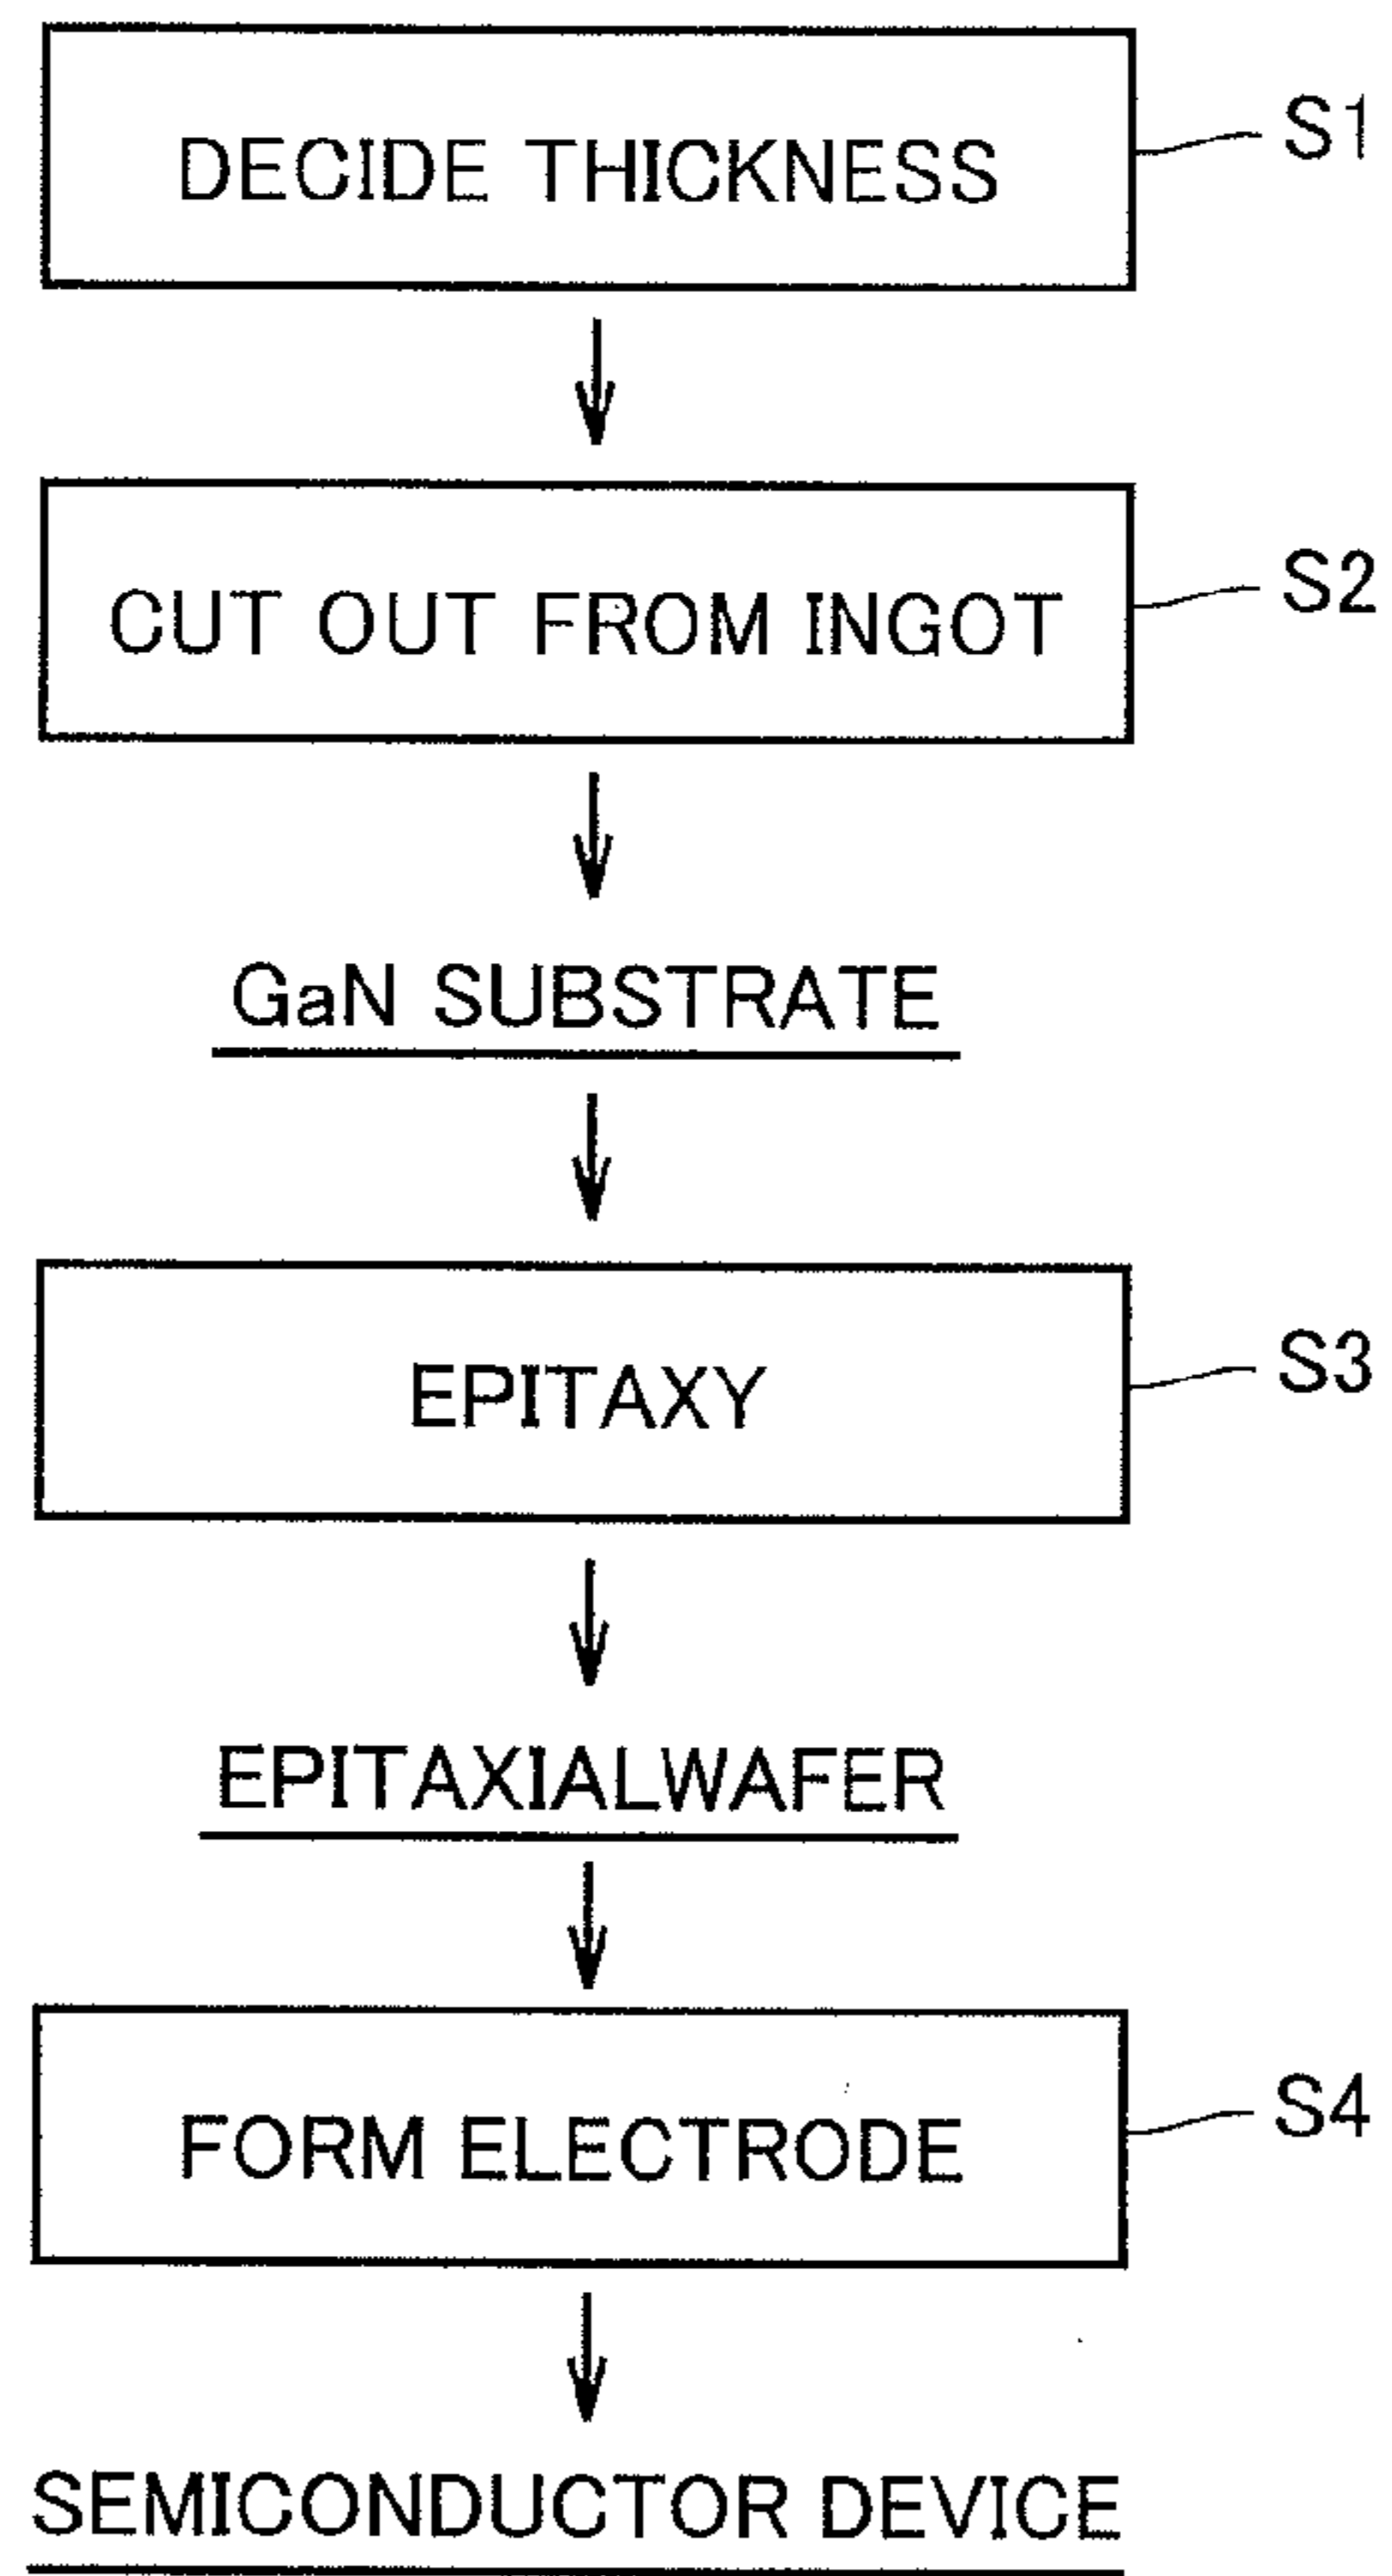 DECIDE THICKNESS
S1
CUT OUT FROM INGOT
S2
GaN SUBSTRATE
EPITAXY
S3
EPITAXIALWAFER
FORM ELECTRODE
S4
SEMICONDUCTOR DEVICE